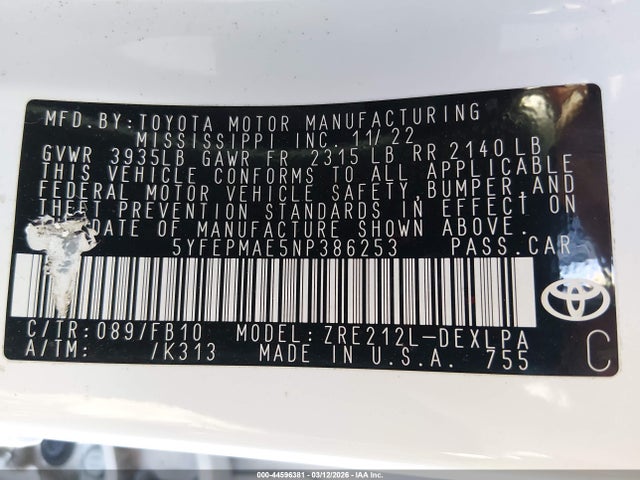 MFD.BY:TOYOTA MOTOR MANUFACTURING
MISSISSIPPI INC. 11/22
GVWR 3935LB GAWR FR 2315 LB RR 2140 LB
THIS VEHICLE CONFORMS TO ALL APPLICABLE
FEDERAL MOTOR VEHICLE SAFETY,BUMPER,AND
THEFT PREVENTION STANDARDS IN EFFECT ON
DATE OF MANUFACTURE SHOWN ABOVE.
5YFEPMAE5NP386253 PASS.CAR
C/TR:089/FB10 MODEL:ZRE212L-DEXLPA
A/TM: /K313 MADE IN U.S.A. 755 C
000-44596381 - 03/12/2026 - IAA Inc.